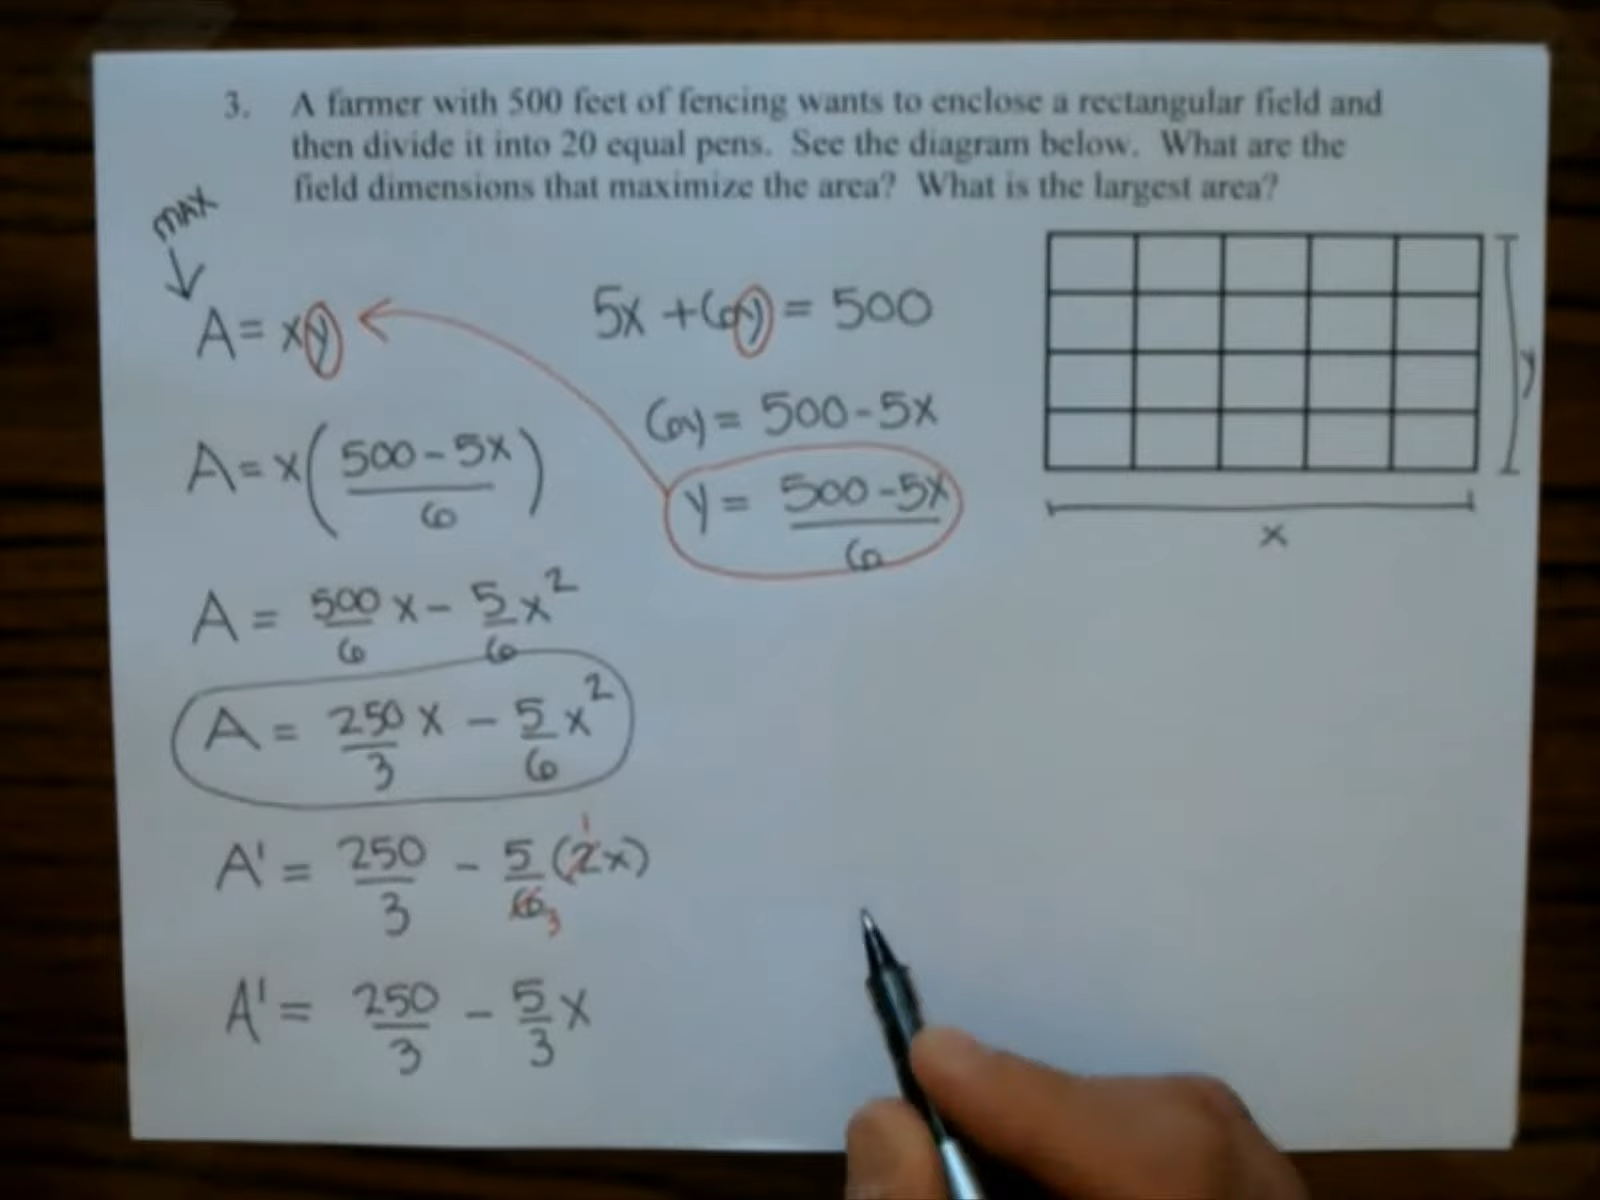 3. A farmer with 500 feet of fencing wants to enclose a rectangular field and
then divide it into 20 equal pens. See the diagram below. What are the
field dimensions that maximize the area? What is the largest area?
MAX
A = xy
A = x(500-5x/6)
A = 500/6 x - 5/6 x²
A = 250/3 x - 5/6 x²
A' = 250/3 - 5/6 (2x)
1
3
A' = 250/3 - 5/3 x
5x + 6y = 500
6y = 500-5x
y = 500-5x/6
y
x